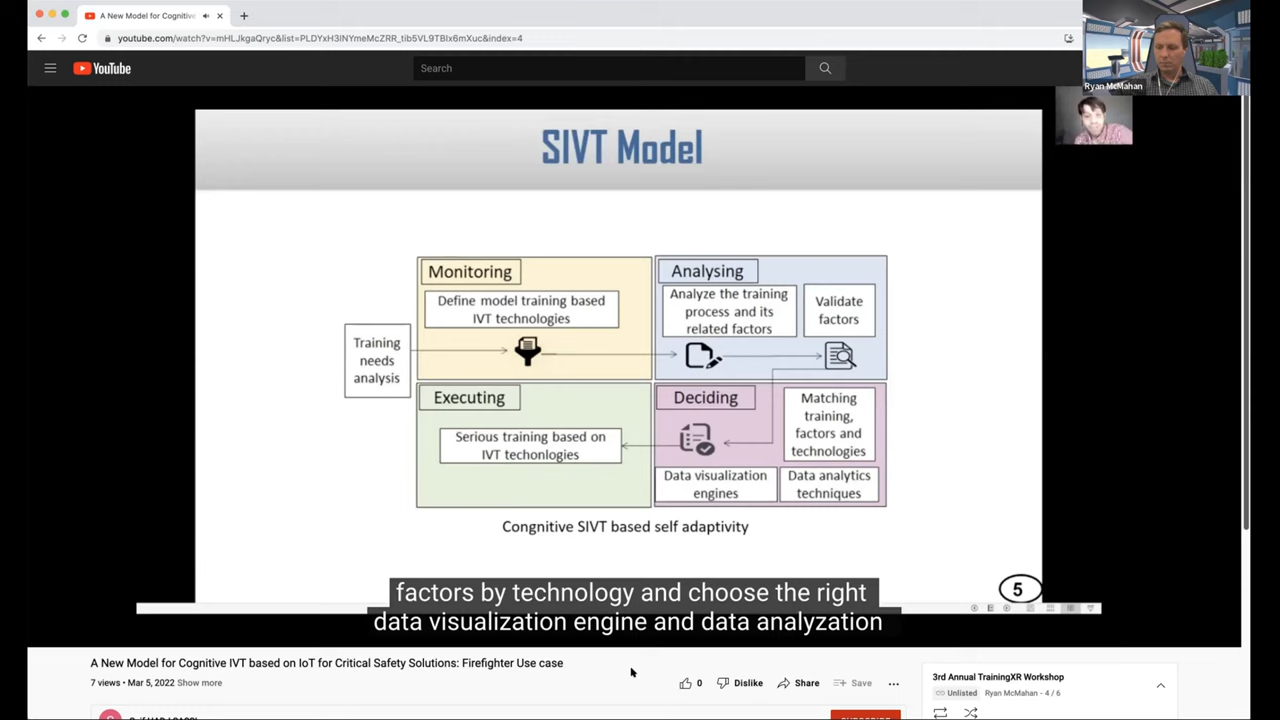 A New Model for Cognitive
youtube.com/watch?v=mHLJkgaQryc&list=PLDYxH3INYmeMcZRR_tib5VL9TBIx6mXuc&index=4
YouTube
Search
Ryan McMahan
SIVT Model
Monitoring
Define model training based
IVT technologies
Analysing
Analyze the training
process and its
related factors
Validate
factors
Training
needs
analysis
Executing
Serious training based on
IVT techonlogies
Deciding
Matching
training,
factors and
technologies
Data visualization
engines
Data analytics
techniques
Congnitive SIVT based self adaptivity
5
factors by technology and choose the right
data visualization engine and data analyzation
A New Model for Cognitive IVT based on IoT for Critical Safety Solutions: Firefighter Use case
7 views • Mar 5, 2022 Show more
0
Dislike
Share
Save
3rd Annual TrainingXR Workshop
Unlisted Ryan McMahan - 4 / 6